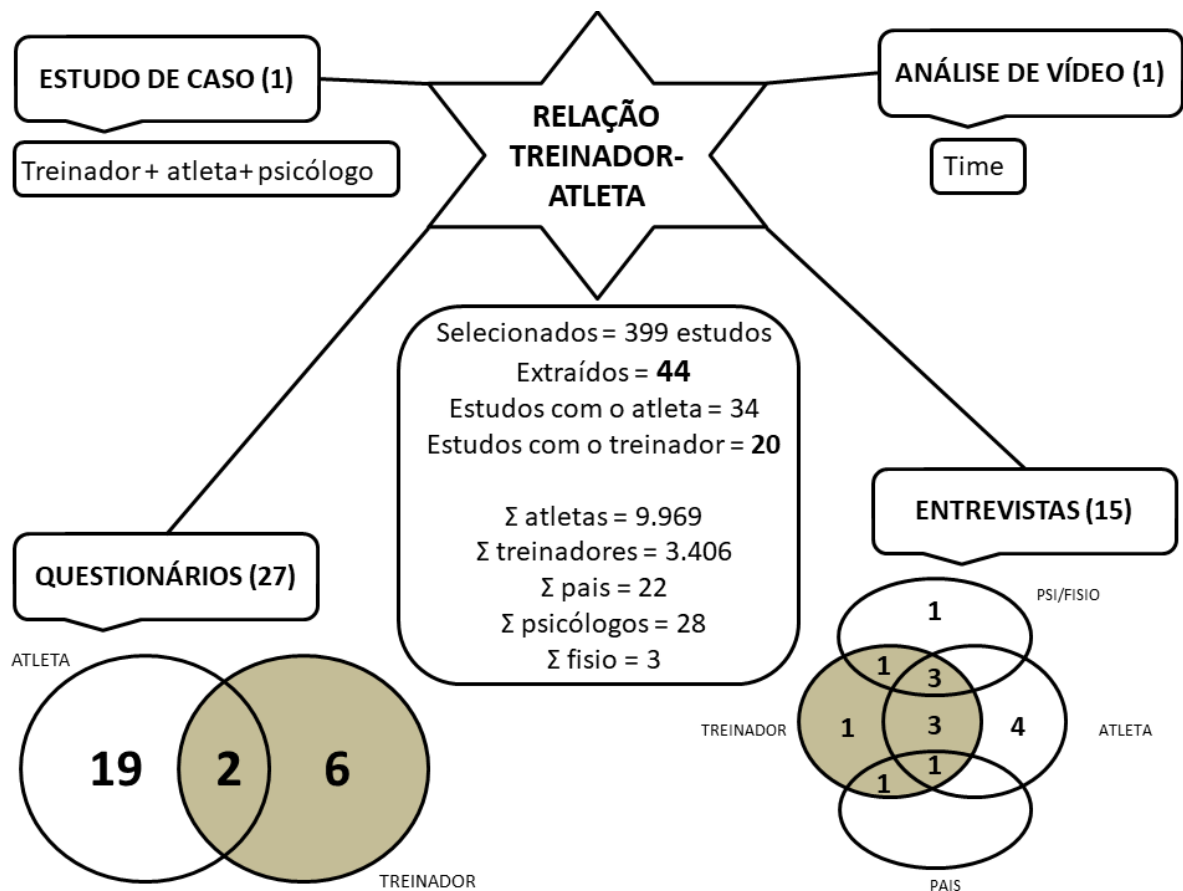 ESTUDO DE CASO (1)
Treinador+ atleta+ psicólogo
RELAÇÃO
TREINADOR-
ATLETA
ANÁLISE DE VÍDEO (1)
Time
Selecionados = 399 estudos
Extraídos = 44
Estudos com o atleta = 34
Estudos com o treinador = 20
Σ atletas = 9.969
Σ treinadores = 3.406
Σ pais = 22
Σ psicólogos = 28
Σ fisio = 3
QUESTIONÁRIOS (27)
ATLETA
19
2
6
TREINADOR
ENTREVISTAS (15)
PSI/FISIO
1
1
3
TREINADOR
1
3
4
ATLETA
1
1
PAIS